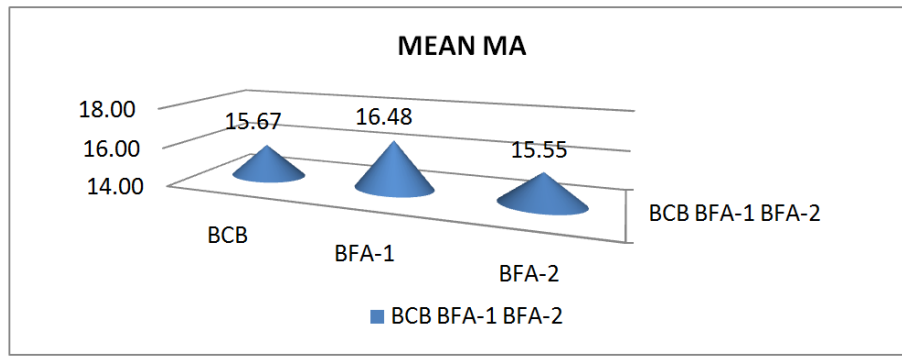 MEAN MA
18.00
16.00
14.00
15.67
16.48
15.55
BCB
BFA-1
BFA-2
BCB BFA-1 BFA-2
BCB BFA-1 BFA-2